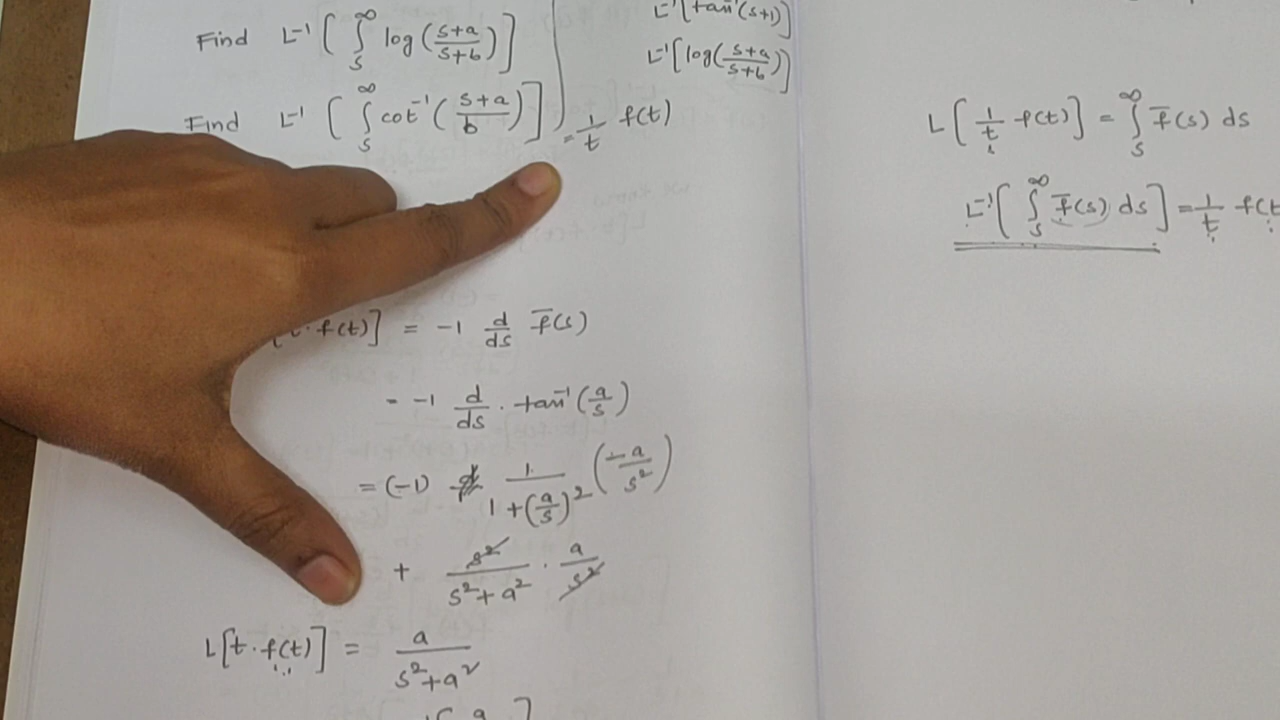 Find L⁻¹[∫ₛ^∞ log((s+a)/(s+b))]
L⁻¹[tan⁻¹(s+1)]
L⁻¹[log((s+a)/(s+b))]
Find L⁻¹[∫ₛ^∞ cot⁻¹((s+a)/b)] = 1/t f(t)
f(t)] = -1 d/ds f̅(s)
= -1 d/ds · tan⁻¹(a/s)
= (-1) 1/(1+(a/s)²) (-a/s²)
+ s²/(s²+a²) · a/s²
L[t·f(t)] = a/(s²+a²)
[a
L[1/t f(t)] = ∫ₛ^∞ f̅(s) ds
L⁻¹[∫ₛ^∞ f̅(s) ds] = 1/t f(t